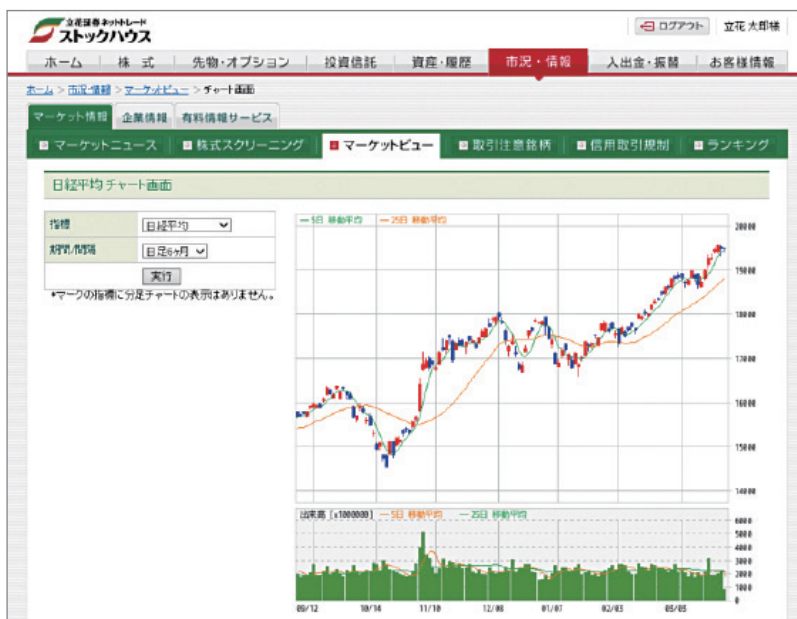 立花証券ネットトレード
ストックハウス
ログアウト 立花 太郎様
ホーム 株 式 先物・オプション 投資信託 資産・履歴 市況・情報 入出金・振替 お客様情報
ホーム > 市況・情報 > マーケットビュー > チャート画面
マーケット情報 企業情報 有料情報サービス
マーケットニュース 株式スクリーニング マーケットビュー 取引注意銘柄 信用取引規制 ランキング
日経平均 チャート画面
指標 日経平均
期間/間隔 日足6ヶ月
実行
*マークの指標に分足チャートの表示はありません。
5日 移動平均 25日 移動平均
20000
19000
18000
17000
16000
15000
14000
出来高 [x1000000] 5日 移動平均 25日 移動平均
6000
5000
4000
3000
2000
1000
0
09/12 10/14 11/10 12/08 01/07 02/03 03/03